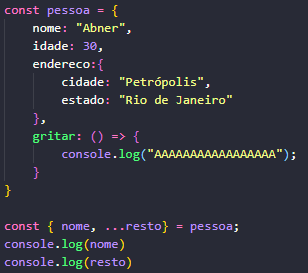 const pessoa = {
    nome: "Abner",
    idade: 30,
    endereco:{
        cidade: "Petrópolis",
        estado: "Rio de Janeiro"
    },
    gritar: () => {
        console.log("AAAAAAAAAAAAAAAAA");
    }
}

const { nome, ...resto} = pessoa;
console.log(nome)
console.log(resto)